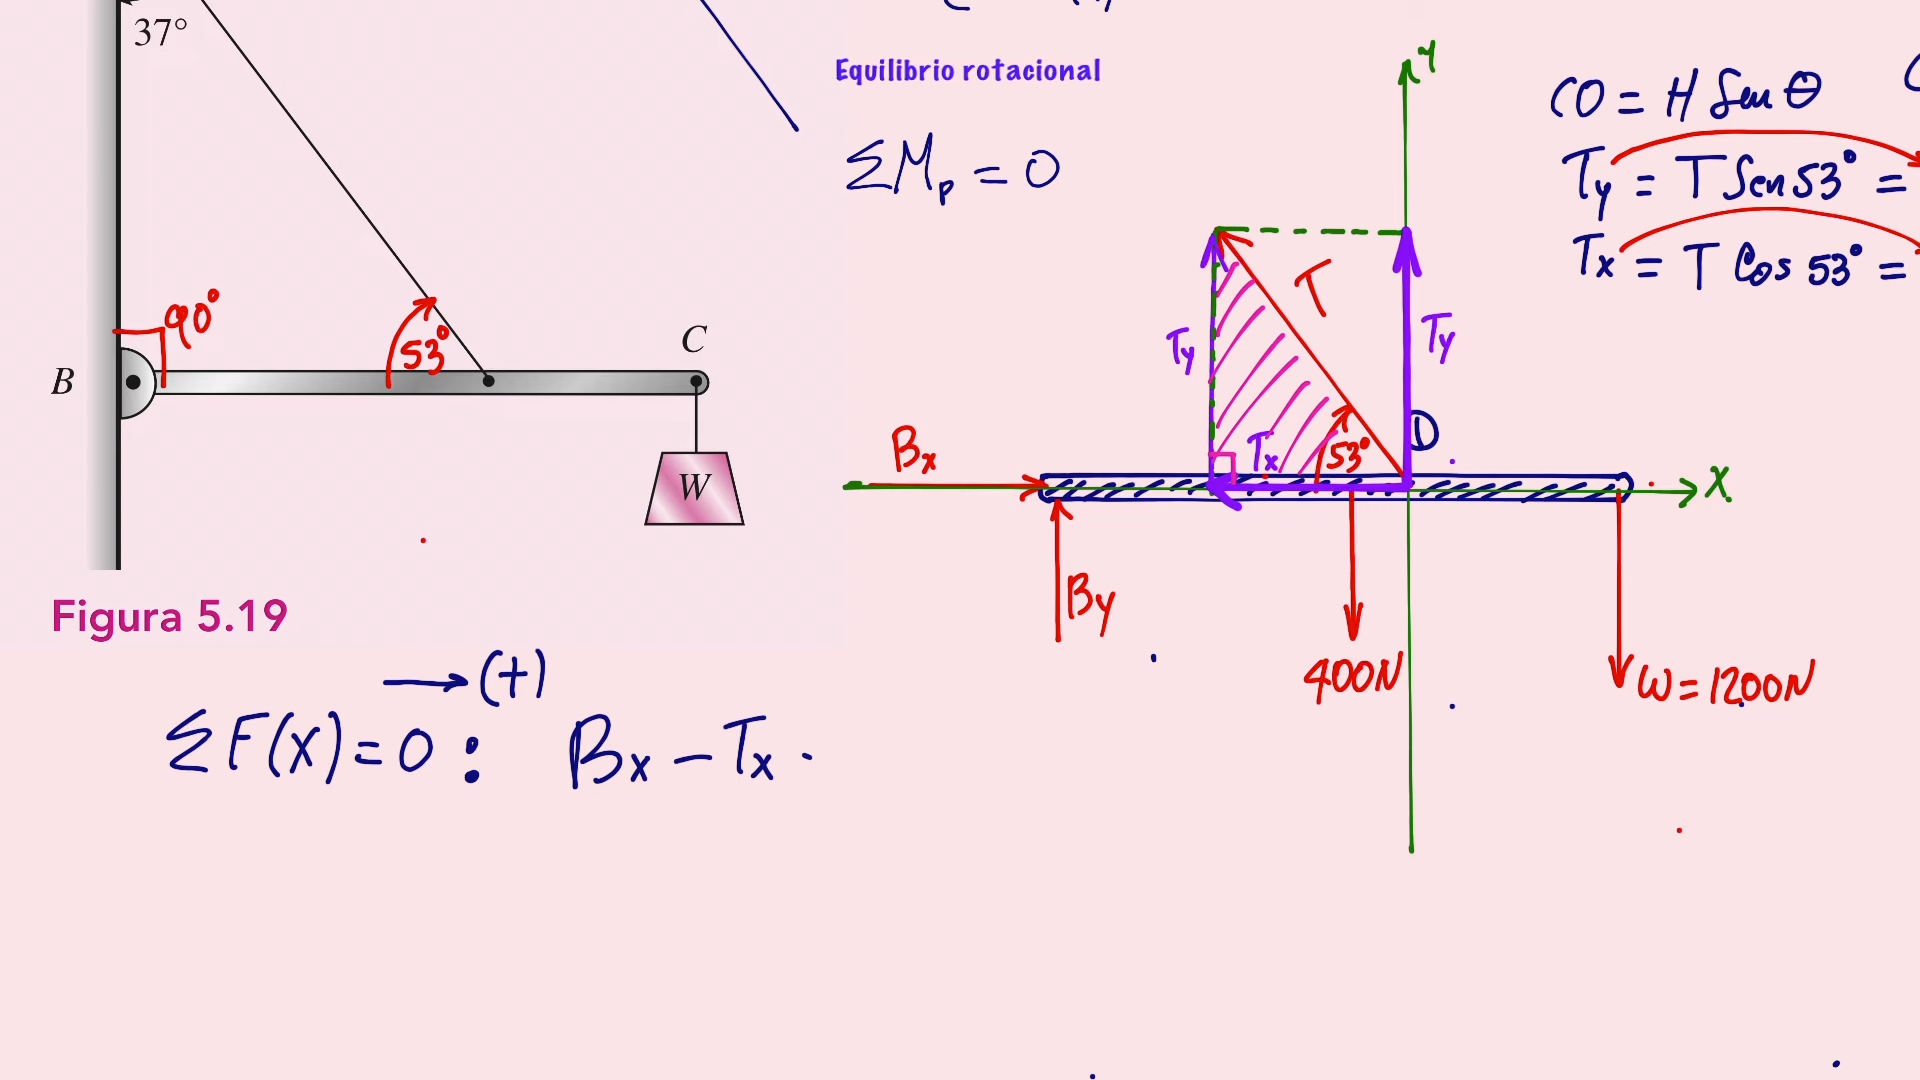 37°
Equilibrio rotacional
ΣMp = 0
Y
CO = H Sen θ
Ty = T Sen 53° =
Tx = T Cos 53° =
90°
53°
B
C
W
T
Ty
Ty
Tx
53°
D
Bx
X
By
400N
W = 1200N
Figura 5.19
→ (+)
ΣF(x) = 0 : Bx - Tx